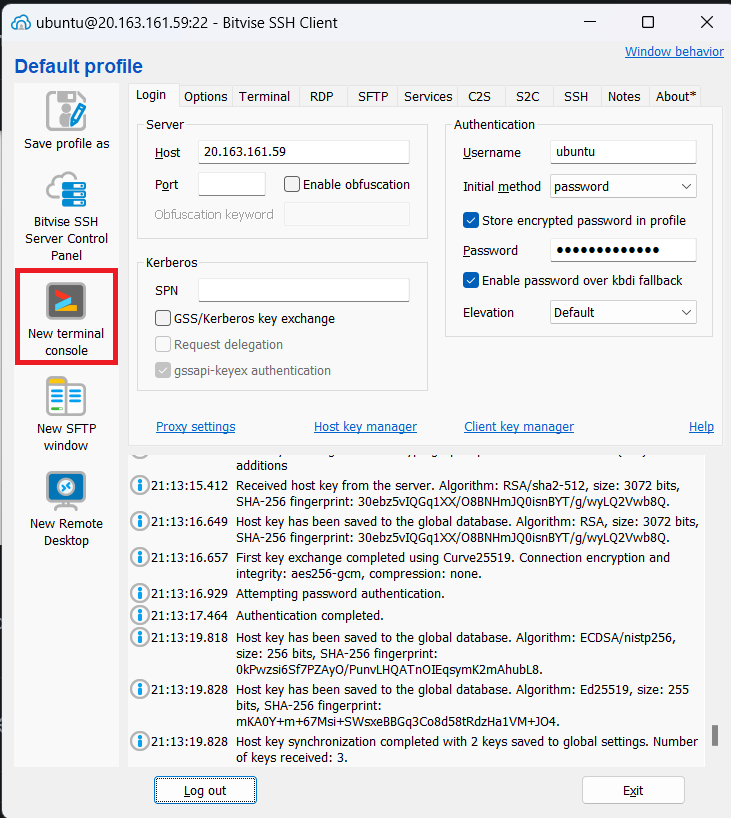 ubuntu@20.163.161.59:22 - Bitvise SSH Client
Window behavior
Default profile
Save profile as
Bitvise SSH
Server Control
Panel
New terminal
console
New SFTP
window
New Remote
Desktop
Login Options Terminal RDP SFTP Services C2S S2C SSH Notes About*
Server
Host 20.163.161.59
Port Enable obfuscation
Obfuscation keyword
Kerberos
SPN
GSS/Kerberos key exchange
Request delegation
gssapi-keyex authentication
Authentication
Username ubuntu
Initial method password
Store encrypted password in profile
Password ●●●●●●●●●●●●●
Enable password over kbdi fallback
Elevation Default
Proxy settings Host key manager Client key manager Help
additions
21:13:15.412 Received host key from the server. Algorithm: RSA/sha2-512, size: 3072 bits,
SHA-256 fingerprint: 30ebz5vIQGq1XX/O8BNHmJQ0isnBYT/g/wyLQ2Vwb8Q.
21:13:16.649 Host key has been saved to the global database. Algorithm: RSA, size: 3072 bits,
SHA-256 fingerprint: 30ebz5vIQGq1XX/O8BNHmJQ0isnBYT/g/wyLQ2Vwb8Q.
21:13:16.657 First key exchange completed using Curve25519. Connection encryption and
integrity: aes256-gcm, compression: none.
21:13:16.929 Attempting password authentication.
21:13:17.464 Authentication completed.
21:13:19.818 Host key has been saved to the global database. Algorithm: ECDSA/nistp256,
size: 256 bits, SHA-256 fingerprint:
0kPwzsi6Sf7PZAyO/PunvLHQATnOIEqsymK2mAhubL8.
21:13:19.828 Host key has been saved to the global database. Algorithm: Ed25519, size: 255
bits, SHA-256 fingerprint:
mKA0Y+m+67Msi+SWsxeBBGq3Co8d58tRdzHa1VM+JO4.
21:13:19.828 Host key synchronization completed with 2 keys saved to global settings. Number
of keys received: 3.
Log out Exit